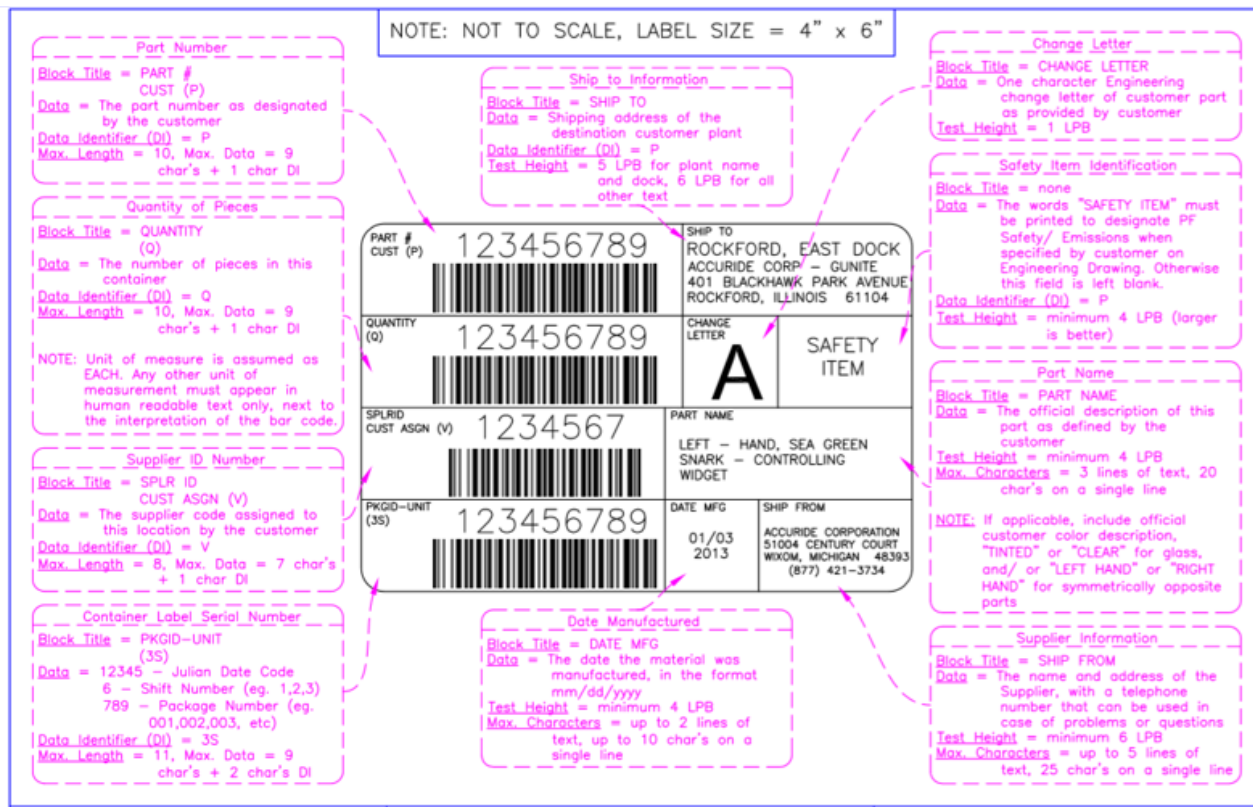 NOTE: NOT TO SCALE, LABEL SIZE = 4" x 6"
Part Number
Block Title = PART #
CUST (P)
Data = The part number as designated
by the customer
Data Identifier (DI) = P
Max. Length = 10, Max. Data = 9
char's + 1 char DI
Quantity of Pieces
Block Title = QUANTITY
(Q)
Data = The number of pieces in this
container
Data Identifier (DI) = Q
Max. Length = 10, Max. Data = 9
char's + 1 char DI
NOTE: Unit of measure is assumed as
EACH. Any other unit of
measurement must appear in
human readable text only, next to
the interpretation of the bar code.
Supplier ID Number
Block Title = SPLR ID
CUST ASGN (V)
Data = The supplier code assigned to
this location by the customer
Data Identifier (DI) = V
Max. Length = 8, Max. Data = 7 char's
+ 1 char DI
Container Label Serial Number
Block Title = PKGID-UNIT
(3S)
Data = 12345 - Julian Date Code
6 - Shift Number (eg. 1,2,3)
789 - Package Number (eg.
001,002,003, etc)
Data Identifier (DI) = 3S
Max. Length = 11, Max. Data = 9
char's + 2 char's DI
Ship to Information
Block Title = SHIP TO
Data = Shipping address of the
destination customer plant
Data Identifier (DI) = P
Test Height = 5 LPB for plant name
and dock, 6 LPB for all
other text
PART #
CUST (P)
123456789
SHIP TO
ROCKFORD, EAST DOCK
ACCURIDE CORP - GUNITE
401 BLACKHAWK PARK AVENUE
ROCKFORD, ILLINOIS 61104
QUANTITY
(Q)
123456789
CHANGE
LETTER
A
SAFETY
ITEM
SPLRID
CUST ASGN (V)
1234567
PART NAME
LEFT - HAND, SEA GREEN
SNARK - CONTROLLING
WIDGET
PKGID-UNIT
(3S)
123456789
DATE MFG
01/03
2013
SHIP FROM
ACCURIDE CORPORATION
51004 CENTURY COURT
WIXOM, MICHIGAN 48393
(877) 421-3734
Date Manufactured
Block Title = DATE MFG
Data = The date the material was
manufactured, in the format
mm/dd/yyyy
Test Height = minimum 4 LPB
Max. Characters = up to 2 lines of
text, up to 10 char's on a
single line
Change Letter
Block Title = CHANGE LETTER
Data = One character Engineering
change letter of customer part
as provided by customer
Test Height = 1 LPB
Safety Item Identification
Block Title = none
Data = The words "SAFETY ITEM" must
be printed to designate PF
Safety/ Emissions when
specified by customer on
Engineering Drawing. Otherwise
this field is left blank.
Data Identifier (DI) = P
Test Height = minimum 4 LPB (larger
is better)
Part Name
Block Title = PART NAME
Data = The official description of this
part as defined by the
customer
Test Height = minimum 4 LPB
Max. Characters = 3 lines of text, 20
char's on a single line
NOTE: If applicable, include official
customer color description,
"TINTED" or "CLEAR" for glass,
and/ or "LEFT HAND" or "RIGHT
HAND" for symmetrically opposite
parts
Supplier Information
Block Title = SHIP FROM
Data = The name and address of the
Supplier, with a telephone
number that can be used in
case of problems or questions
Test Height = minimum 6 LPB
Max. Characters = up to 5 lines of
text, 25 char's on a single line